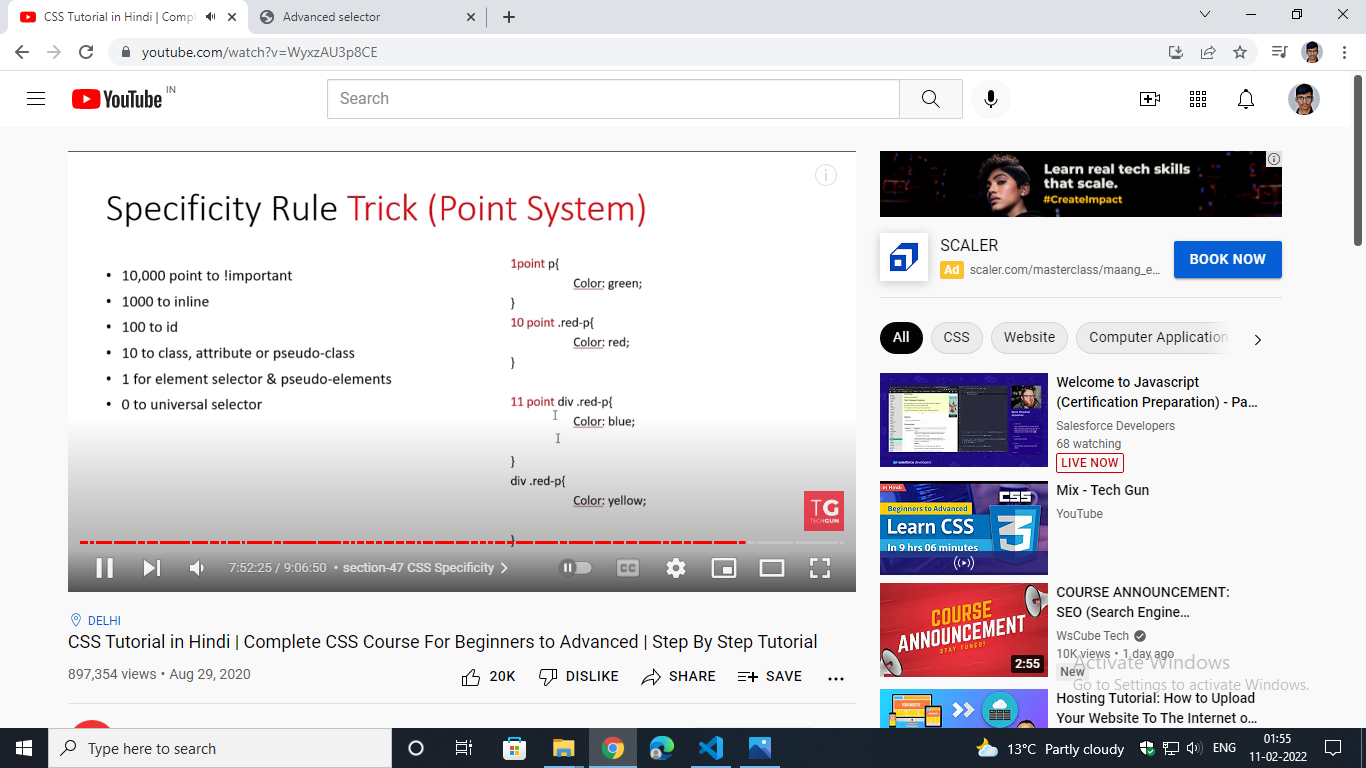 CSS Tutorial in Hindi | Compl
Advanced selector
youtube.com/watch?v=WyxzAU3p8CE
YouTube IN
Search
Specificity Rule Trick (Point System)
• 10,000 point to !important
• 1000 to inline
• 100 to id
• 10 to class, attribute or pseudo-class
• 1 for element selector & pseudo-elements
• 0 to universal selector
1point p{
Color: green;
}
10 point .red-p{
Color: red;
}
11 point div .red-p{
Color: blue;
}
div .red-p{
Color: yellow;
}
TG
TECHGUN
7:52:25 / 9:06:50 • section-47 CSS Specificity
CC
DELHI
CSS Tutorial in Hindi | Complete CSS Course For Beginners to Advanced | Step By Step Tutorial
897,354 views • Aug 29, 2020
20K DISLIKE SHARE SAVE
Learn real tech skills
that scale.
#CreateImpact
SCALER
Ad scaler.com/masterclass/maang_e...
BOOK NOW
All CSS Website Computer Application
Welcome to Javascript
(Certification Preparation) - Pa...
Salesforce Developers
68 watching
LIVE NOW
In Hindi
Beginners to Advanced
Learn CSS
In 9 hrs 06 minutes
CSS
Mix - Tech Gun
YouTube
COURSE
ANNOUNCEMENT
STAY TUNED!
2:55
COURSE ANNOUNCEMENT:
SEO (Search Engine...
WsCube Tech
10K views • 1 day ago
New
Activate Windows
Go to Settings to activate Windows.
Hosting Tutorial: How to Upload
Your Website To The Internet o...
Type here to search
13°C Partly cloudy
ENG
01:55
11-02-2022